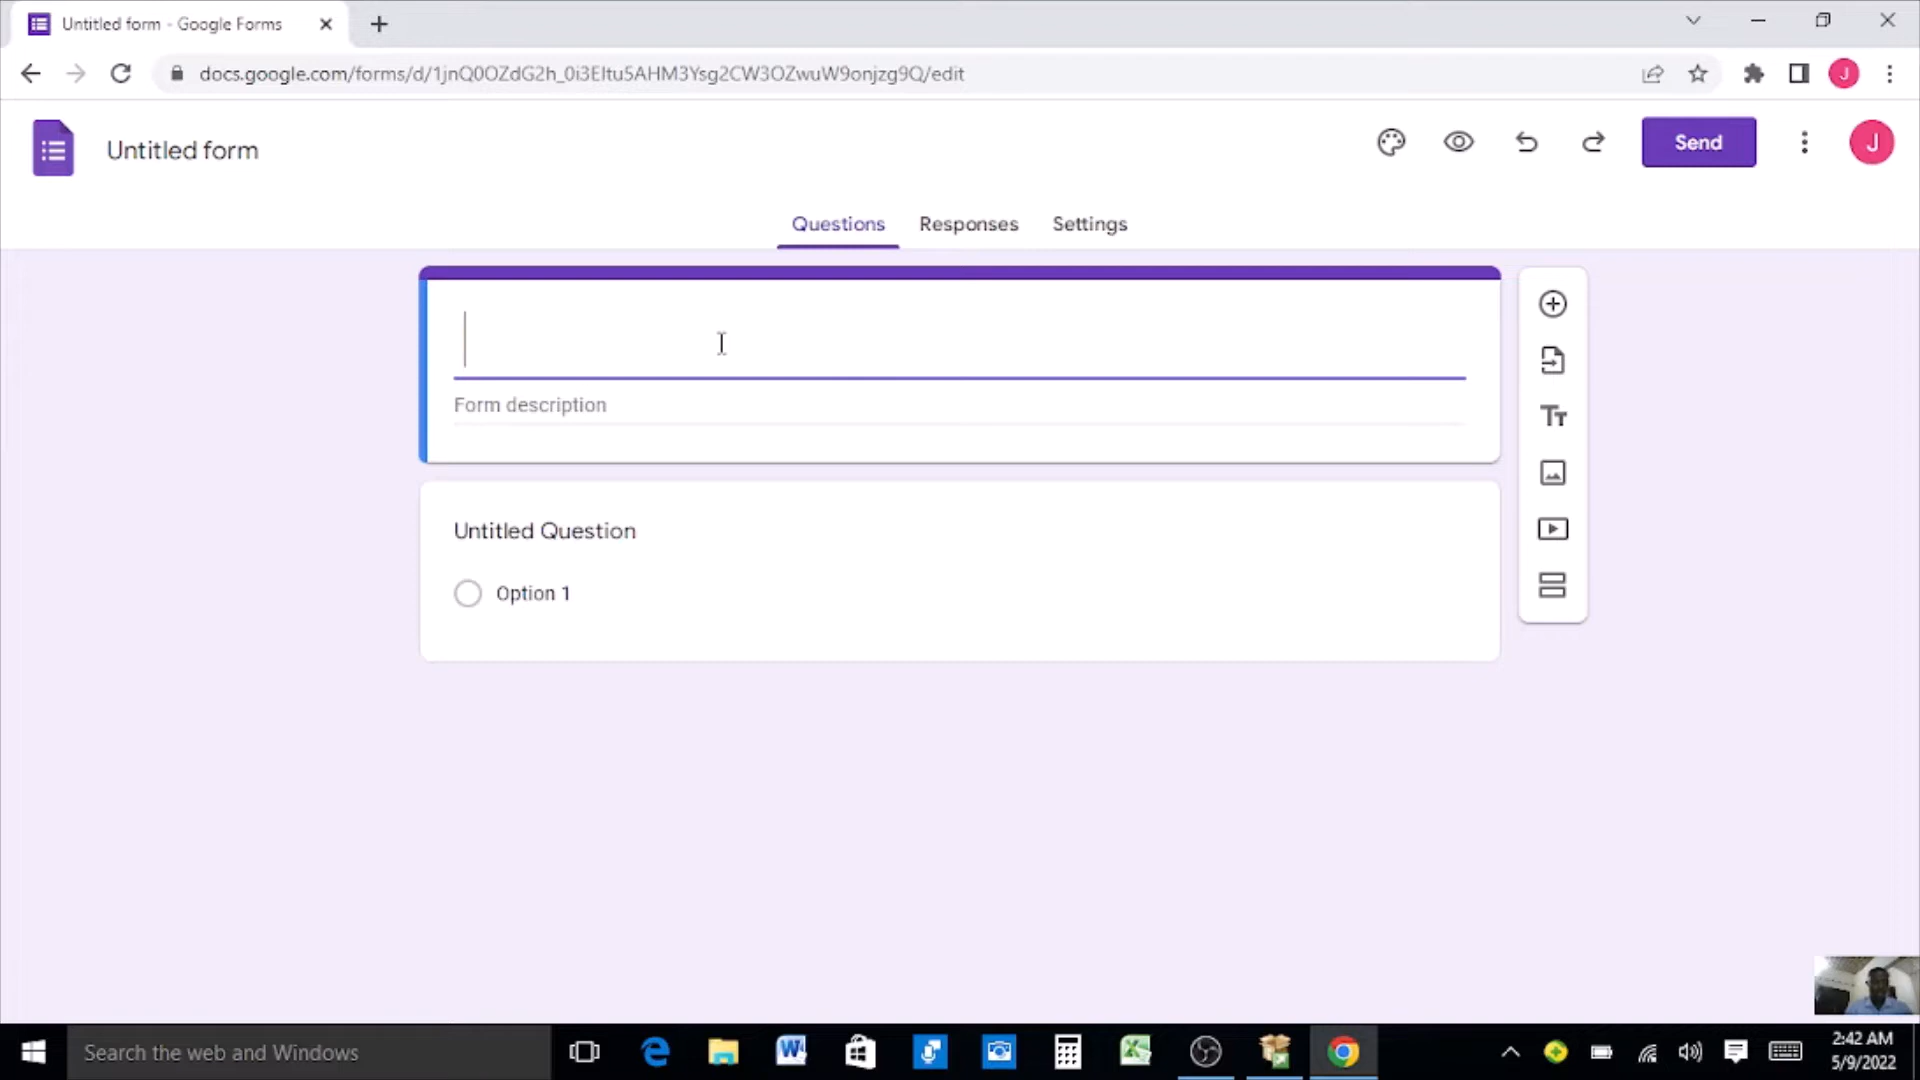 Untitled form - Google Forms
docs.google.com/forms/d/1jnQ0OZdG2h_0i3EItu5AHM3Ysg2CW3OZwuW9onjzg9Q/edit
J
Untitled form
Send
J
Questions Responses Settings
Form description
Tт
Untitled Question
Option 1
Search the web and Windows
2:42 AM
5/9/2022